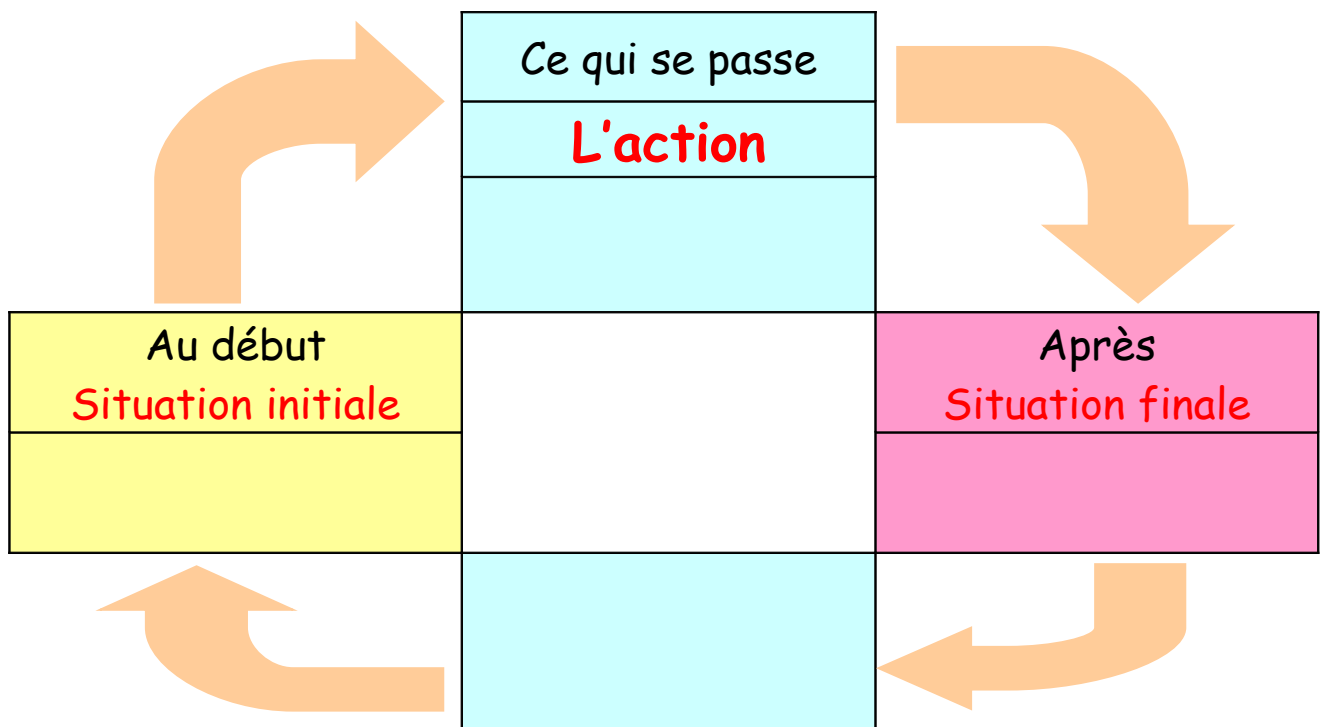 Ce qui se passe
L'action
Au début
Situation initiale
Après
Situation finale